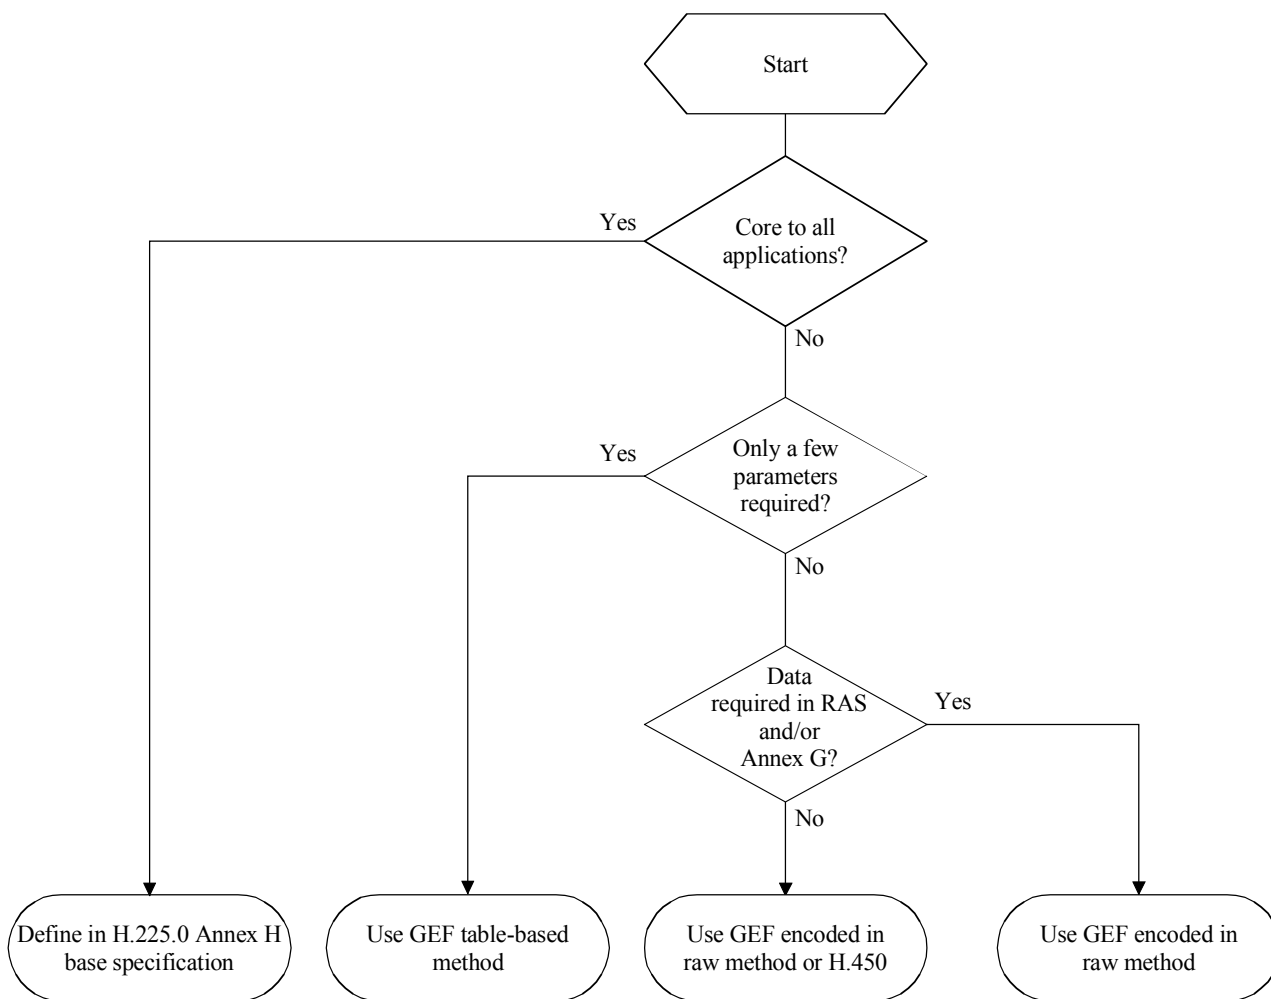 Start
Yes
Core to all
applications?
No
Yes
Only a few
parameters
required?
No
Data
required in RAS
and/or
Annex G?
Yes
No
Define in H.225.0 Annex H
base specification
Use GEF table-based
method
Use GEF encoded in
raw method or H.450
Use GEF encoded in
raw method